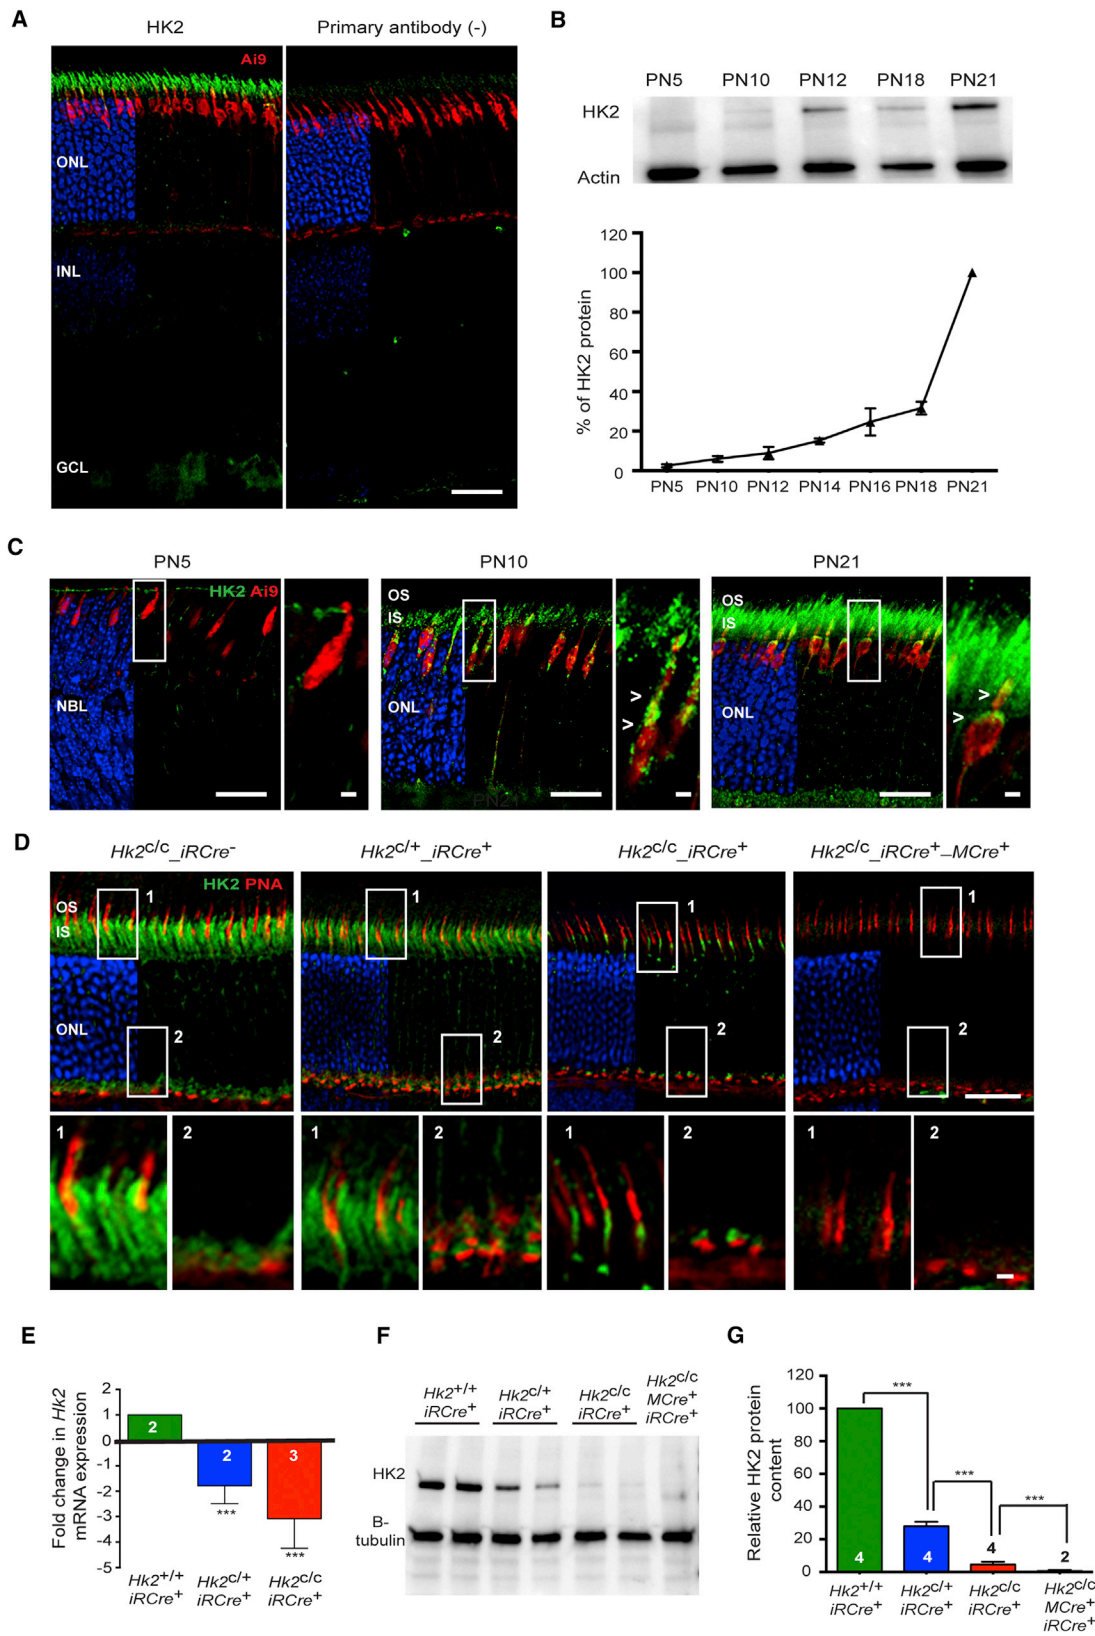 A
HK2
Primary antibody (-)
Ai9
ONL
INL
GCL
B
PN5 PN10 PN12 PN18 PN21
HK2
Actin
% of HK2 protein
120
100
80
60
40
20
0
PN5 PN10 PN12 PN14 PN16 PN18 PN21
C
PN5
PN10
PN21
HK2 Ai9
NBL
OS
IS
ONL
>
>
PN21
OS
IS
ONL
>
>
D
Hk2c/c_iRCre-
Hk2c/+_iRCre+
Hk2c/c_iRCre+
Hk2c/c_iRCre+–MCre+
HK2 PNA
OS
IS
ONL
1
2
1
2
1
2
1
2
1 2 1 2 1 2 1 2
E
Fold change in Hk2
mRNA expression
2
1
0
-1
-2
-3
-4
-5
2
2
3
***
***
Hk2+/+
iRCre+
Hk2c/+
iRCre+
Hk2c/c
iRCre+
F
Hk2+/+
iRCre+
Hk2c/+
iRCre+
Hk2c/c
iRCre+
Hk2c/c
MCre+
iRCre+
HK2
B-
tubulin
G
Relative HK2 protein
content
120
100
80
60
40
20
0
***
***
***
4
4
4
2
Hk2+/+
iRCre+
Hk2c/+
iRCre+
Hk2c/c
iRCre+
Hk2c/c
MCre+
iRCre+